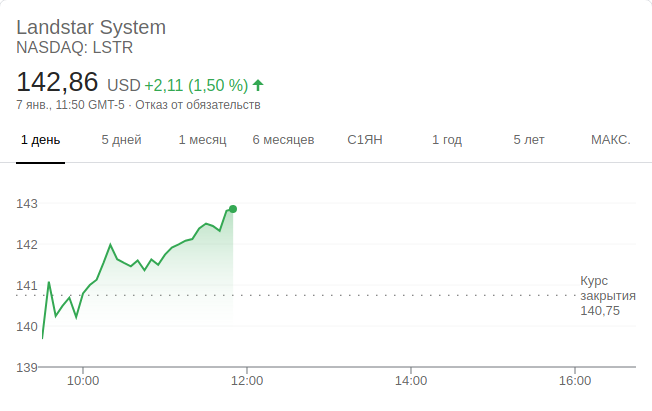 Landstar System
NASDAQ: LSTR
142,86 USD +2,11 (1,50 %)
7 янв., 11:50 GMT-5 · Отказ от обязательств
1 день 5 дней 1 месяц 6 месяцев С1ЯН 1 год 5 лет МАКС.
143
142
141
140
139
Курс
закрытия
140,75
10:00 12:00 14:00 16:00